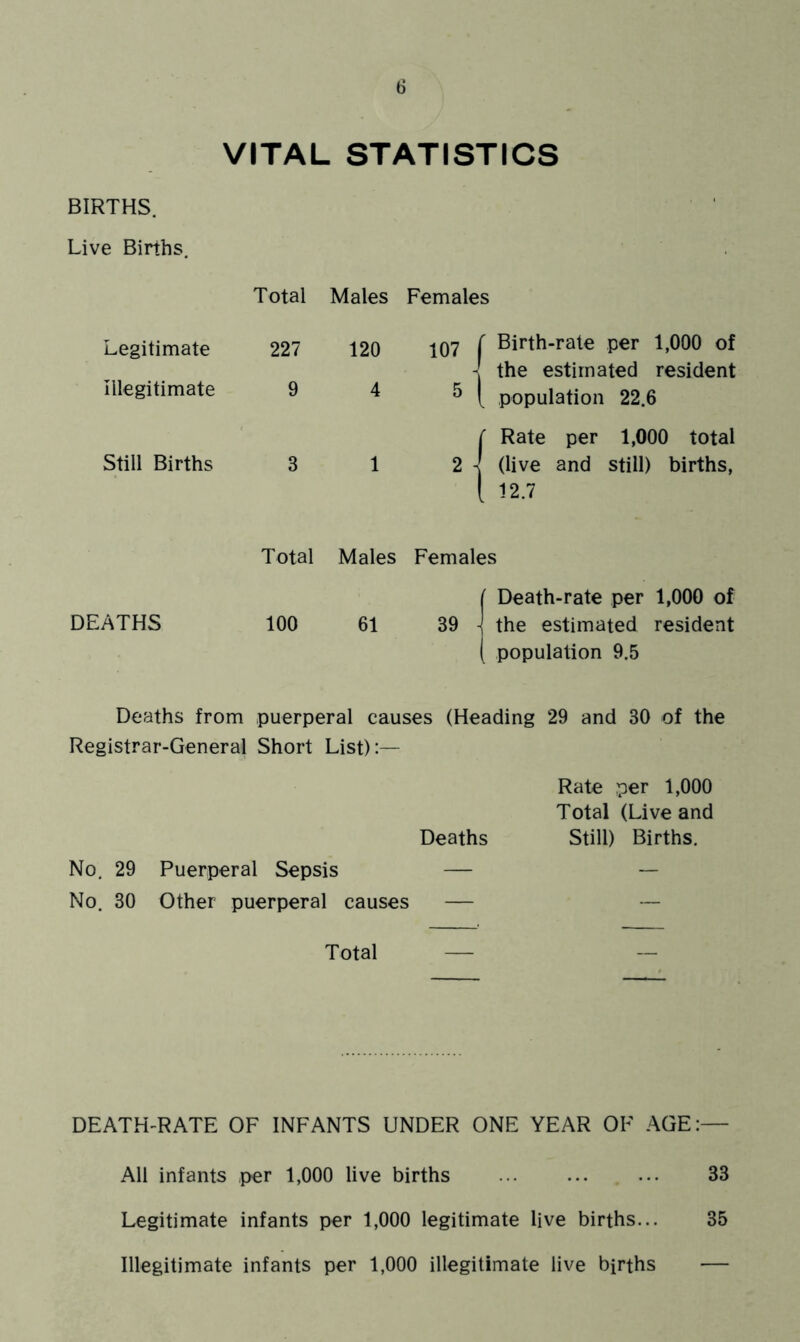 6
VITAL STATISTICS
BIRTHS.
Live Births.
Total Males Females
Legitimate 227 120 107 { Birth-rate per 1,000 of
the estimated resident
Illegitimate 9 4 5 population 22.6
Rate per 1,000 total
Still Births 3 1 2 { (live and still) births,
12.7
Total Males Females
Death-rate per 1,000 of
DEATHS 100 61 39 { the estimated resident
population 9.5
Deaths from puerperal causes (Heading 29 and 30 of the
Registrar-General Short List):—
Rate per 1,000
Total (Live and
Deaths Still) Births.
No. 29 Puerperal Sepsis — —
No. 30 Other puerperal causes — —
Total — —
DEATH-RATE OF INFANTS UNDER ONE YEAR OF AGE:—
All infants per 1,000 live births ... ... ... 33
Legitimate infants per 1,000 legitimate live births... 35
Illegitimate infants per 1,000 illegitimate live births —